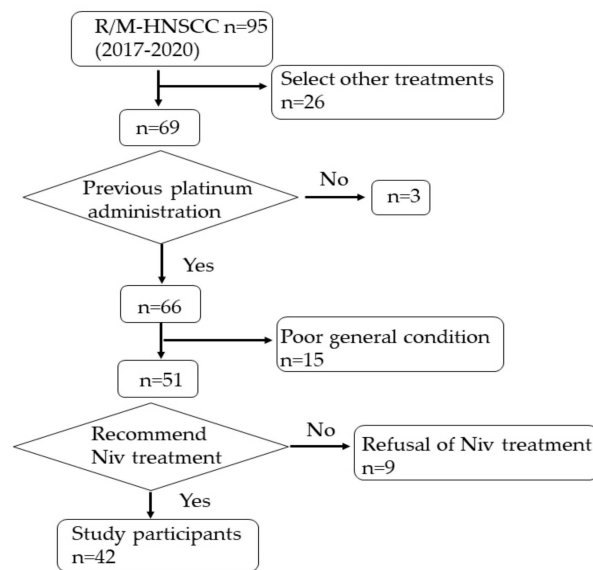 R/M-HNSCC n=95
(2017-2020)
Select other treatments
n=26
n=69
Previous platinum
administration
No
n=3
Yes
n=66
Poor general condition
n=15
n=51
Recommend
Niv treatment
No
Refusal of Niv treatment
n=9
Yes
Study participants
n=42